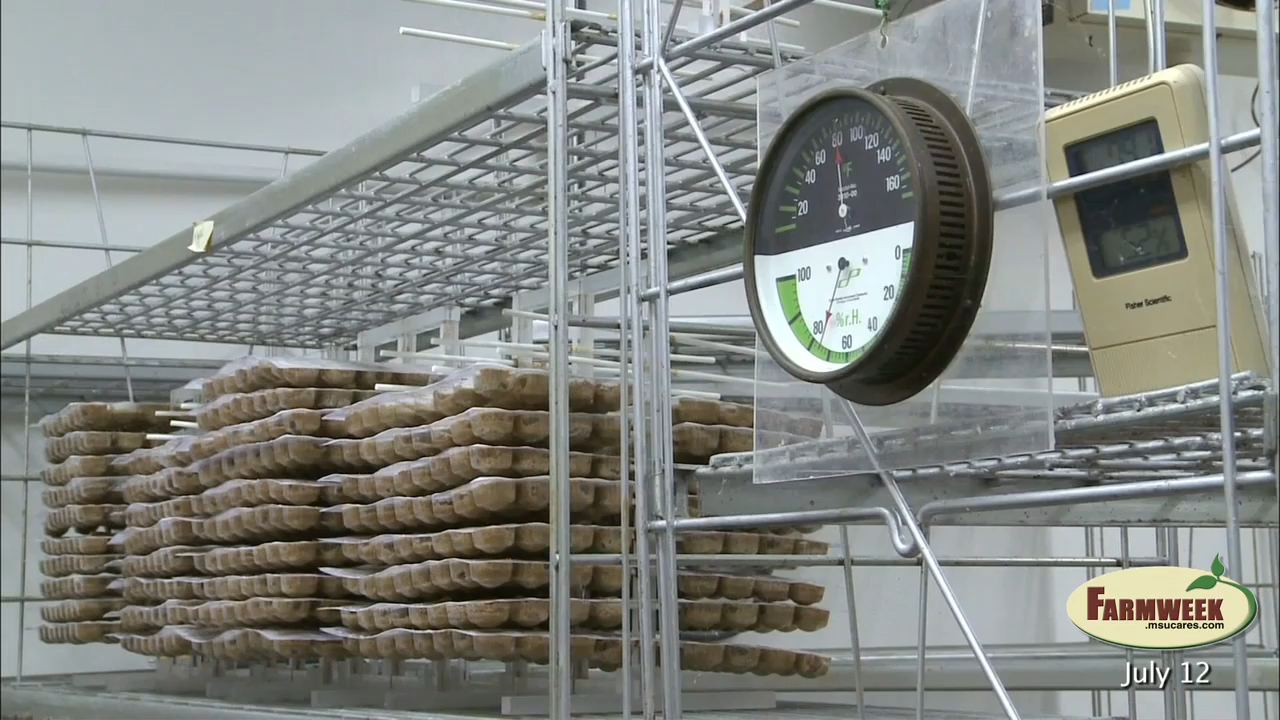 20 40 60 80 100 120 140 160
°F
100 80 60 40 20 0
%r.H.
Fisher Scientific
FARMWEEK
.msucares.com
July 12